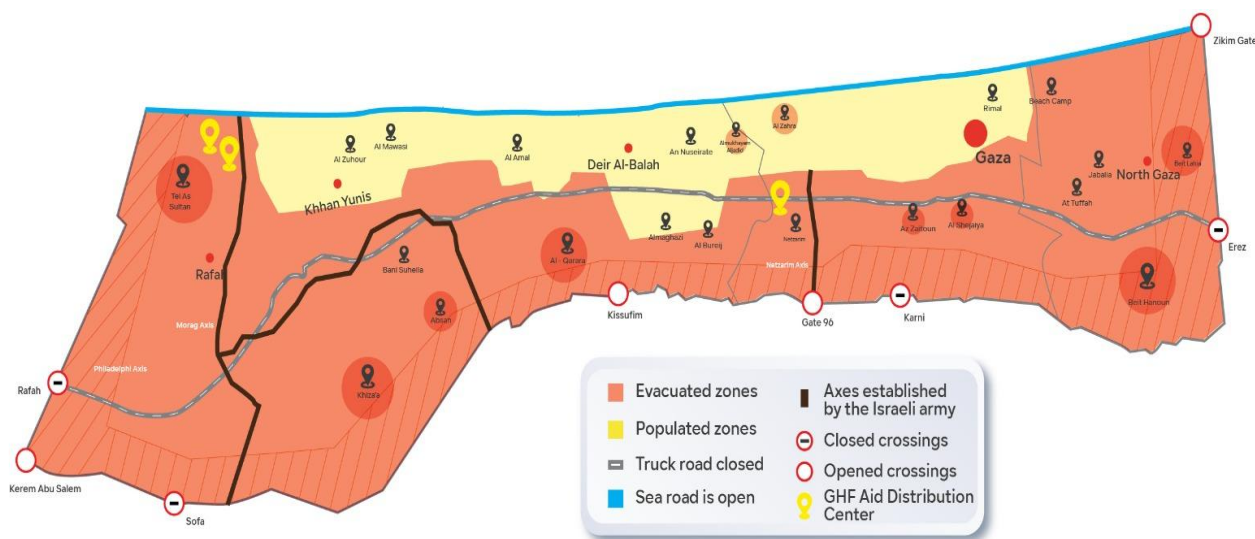 Zikim Gate
Beach Camp
Rimal
Al Zahra
Al Mawasi
Al Zuhour
Al Amal
An Nuseirate
Deir Al-Balah
Gaza
Jabalia
North Gaza
Beit Lahia
At Tuffah
Tel As
Sultan
Khhan Yunis
Almaghazi
Al Burij
Netzarim
Az Zaitoun
Al Shejaiya
Erez
Rafah
Bani Suheila
Al - Qarara
Netzarim Axis
Beit Hanoun
Absan
Kissufim
Gate 96
Karni
Morag Axis
Philadelphi Axis
Khiza'a
Rafah
Kerem Abu Salem
Sofa
Evacuated zones
Populated zones
Truck road closed
Sea road is open
Axes established
by the Israeli army
Closed crossings
Opened crossings
GHF Aid Distribution
Center